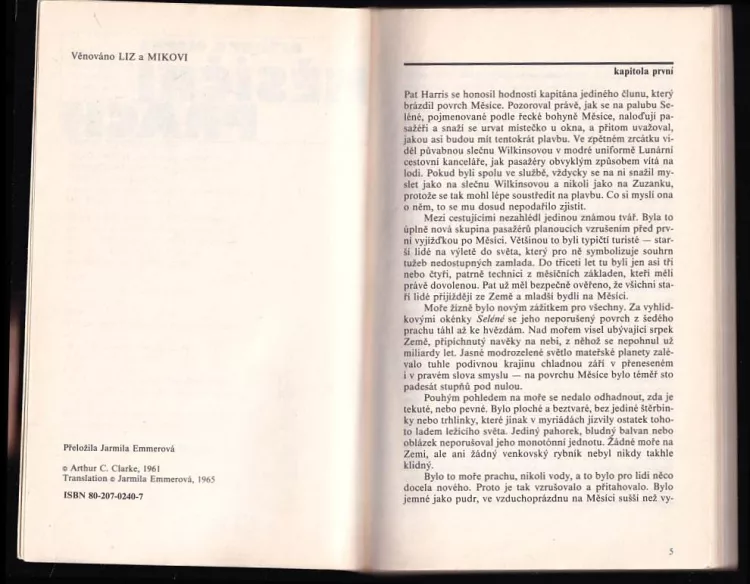 Věnováno LIZ a MIKOVI
Přeložila Jarmila Emmerová
© Arthur C. Clarke, 1961
Translation © Jarmila Emmerová, 1965
ISBN 80-207-0240-7
kapitola první
Pat Harris se honosil hodností kapitána jediného člunu, který
brázdil povrch Měsíce. Pozoroval právě, jak se na palubu Se-
léné, pojmenované podle řecké bohyně Měsíce, naloďují pa-
sažéři a snaží se urvat místečko u okna, a přitom uvažoval,
jakou asi budou mít tentokrát plavbu. Ve zpětném zrcátku vi-
děl půvabnou slečnu Wilkinsovou v modré uniformě Lunární
cestovní kanceláře, jak pasažéry obvyklým způsobem vítá na
lodi. Pokud byli spolu ve službě, vždycky se na ni snažil my-
slet jako na slečnu Wilkinsovou a nikoli jako na Zuzanku,
protože se tak mohl lépe soustředit na plavbu. Co si myslí ona
o něm, to se mu dosud nepodařilo zjistit.
Mezi cestujícími nezahlédl jedinou známou tvář. Byla to
úplně nová skupina pasažérů planoucích vzrušením před prv-
ní vyjížďkou po Měsíci. Většinou to byli typičtí turisté — star-
ší lidé na výletě do světa, který pro ně symbolizuje souhrn
tužeb nedostupných zamlada. Do třiceti let tu byli jen asi tři
nebo čtyři, patrně technici z měsíčních základen, kteří měli
právě dovolenou. Pat už měl bezpečně ověřeno, že všichni sta-
ří lidé přijíždějí ze Země a mladší bydlí na Měsíci.
Moře žízně bylo novým zážitkem pro všechny. Za vyhlíd-
kovými okénky Seléné se jeho neporušený povrch z šedého
prachu táhl až ke hvězdám. Nad mořem visel ubývající srpek
Země, připíchnutý navěky na nebi, z něhož se nepohnul už
miliardy let. Jasné modrozelené světlo mateřské planety zalé-
valo tuhle podivnou krajinu chladnou září v přeneseném
i v pravém slova smyslu — na povrchu Měsíce bylo téměř sto
padesát stupňů pod nulou.
Pouhým pohledem na moře se nedalo odhadnout, zda je
tekuté, nebo pevné. Bylo ploché a beztvaré, bez jediné štěrbin-
ky nebo trhlinky, které jinak v myriádách jízvily ostatek toho-
to ladem ležícího světa. Jediný pahorek, bludný balvan nebo
oblázek neporušoval jeho monotónní jednotu. Žádné moře na
Zemi, ale ani žádný venkovský rybník nebyl nikdy takhle
klidný.
Bylo to moře prachu, nikoli vody, a to bylo pro lidi něco
docela nového. Proto je tak vzrušovalo a přitahovalo. Bylo
jemné jako pudr, ve vzduchoprázdnu na Měsíci sušší než vy-
5